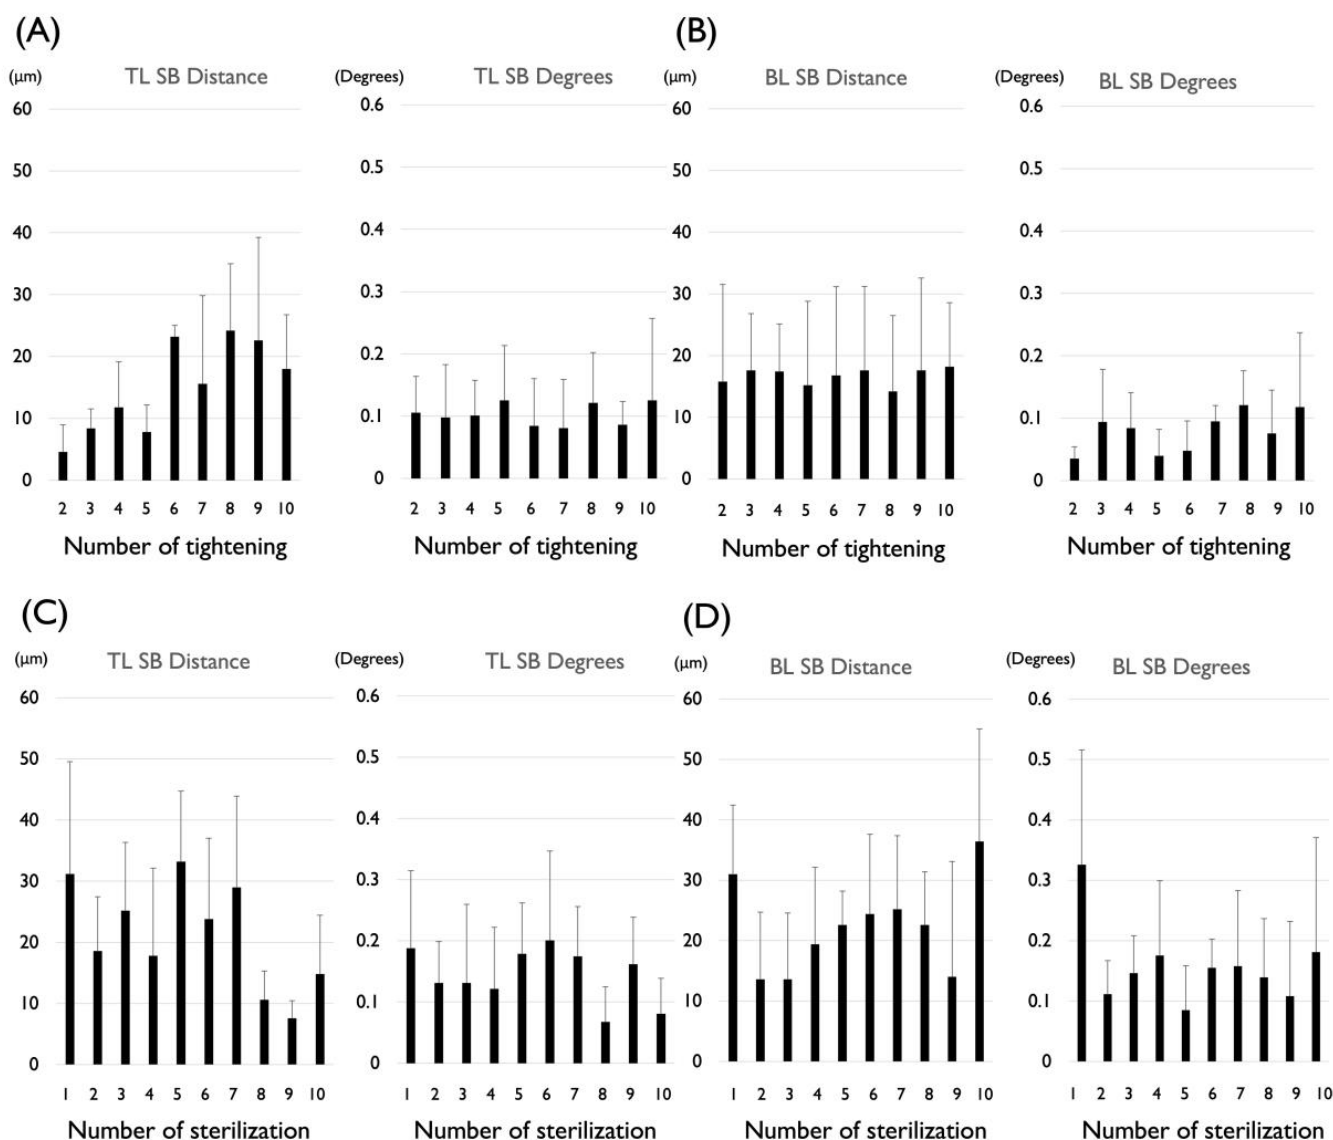 (A)
(B)
(μm) TL SB Distance (Degrees) TL SB Degrees (μm) BL SB Distance (Degrees) BL SB Degrees
60 0.6 60 0.6
50 0.5 50 0.5
40 0.4 40 0.4
30 0.3 30 0.3
20 0.2 20 0.2
10 0.1 10 0.1
0 0 0 0
2 3 4 5 6 7 8 9 10 2 3 4 5 6 7 8 9 10 2 3 4 5 6 7 8 9 10 2 3 4 5 6 7 8 9 10
Number of tightening Number of tightening Number of tightening Number of tightening
(C)
(D)
(μm) TL SB Distance (Degrees) TL SB Degrees (μm) BL SB Distance (Degrees) BL SB Degrees
60 0.6 60 0.6
50 0.5 50 0.5
40 0.4 40 0.4
30 0.3 30 0.3
20 0.2 20 0.2
10 0.1 10 0.1
0 0 0 0
1 2 3 4 5 6 7 8 9 10 1 2 3 4 5 6 7 8 9 10 1 2 3 4 5 6 7 8 9 10 1 2 3 4 5 6 7 8 9 10
Number of sterilization Number of sterilization Number of sterilization Number of sterilization